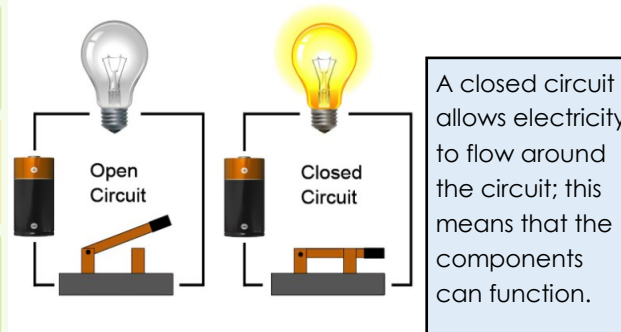 Open
Circuit
Closed
Circuit
A closed circuit
allows electricity
to flow around
the circuit; this
means that the
components
can function.